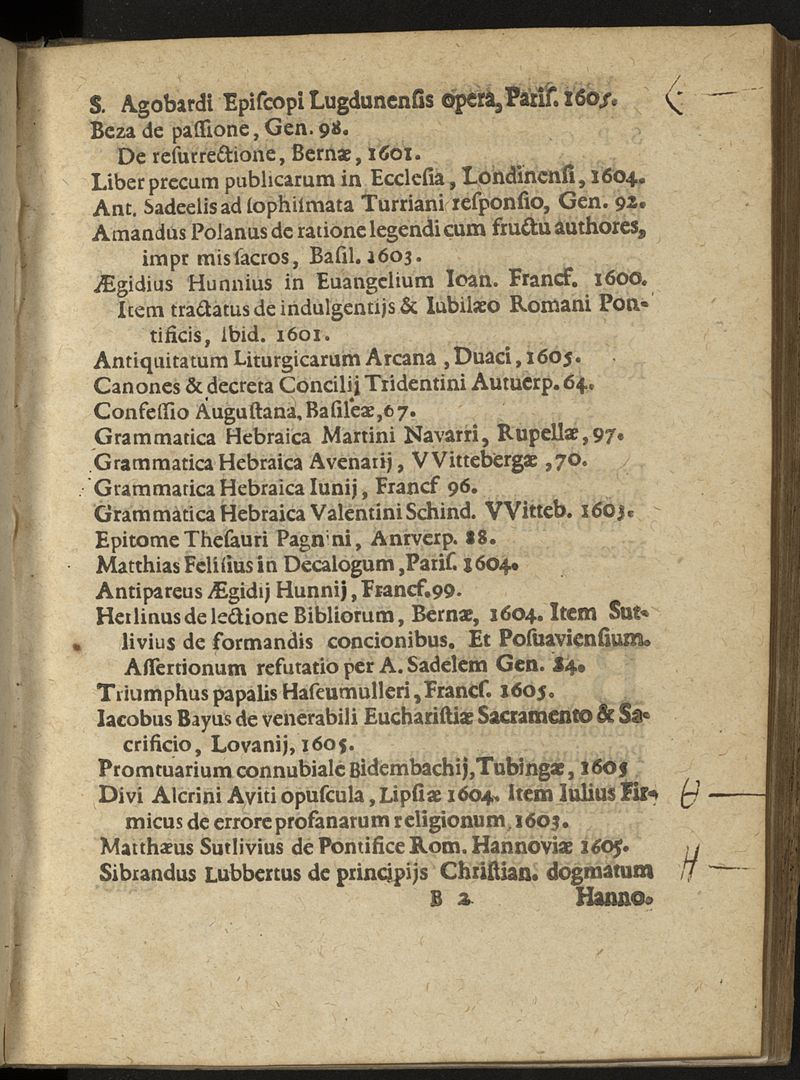 S. Agobardi Epiſcopi Lugdunenſis opera, Pariſ. 1605.
Beza de paſſione, Gen. 98.
De reſurrectione, Bernæ, 1601.
Liber precum publicarum in Eccleſia, Londinenſi, 1604.
Ant. Sadeelis ad ſophiſmata Turriani reſponſio, Gen. 92.
Amandus Polanus de ratione legendi cum fructu authores,
impr mis ſacros, Baſil. 1603.
Ægidius Hunnius in Euangelium Ioan. Francf. 1600.
Item tractatus de indulgentijs & Iubilæo Romani Pon-
tificis, ibid. 1601.
Antiquitatum Liturgicarum Arcana, Duaci, 1605.
Canones & decreta Concilij Tridentini Autuerp. 64.
Confeſſio Auguſtana, Baſileæ, 67.
Grammatica Hebraica Martini Navarri, Rupellæ, 97.
Grammatica Hebraica Avenarij, VVittebergæ, 70.
Grammatica Hebraica Iunij, Francf 96.
Grammatica Hebraica Valentini Schind. VVitteb. 1603.
Epitome Theſauri Pagn ni, Antverp. 88.
Matthias Feliſius in Decalogum, Pariſ. 1604.
Antipareus Ægidij Hunnij, Francf. 99.
Herlinus de lectione Bibliorum, Bernæ, 1604. Item Sut-
livius de formandis concionibus. Et Poſnavienſium.
Aſſertionum refutatio per A. Sadelem Gen. 84.
Triumphus papalis Haſeumulleri, Francf. 1605.
Iacobus Bayus de venerabili Euchariſtiæ Sacramento & Sa-
crificio, Lovanij, 1605.
Promtuarium connubiale Bidembachij, Tubingæ, 1605
Divi Alcrini Aviti opuſcula, Lipſiæ 1604. Item Iulius Fir-
micus de errore profanarum religionum, 1603.
Matthæus Sutlivius de Pontifice Rom. Hannoviæ 1605.
Sibrandus Lubbertus de principijs Chriſtian. dogmatum
B 2 Hanno.